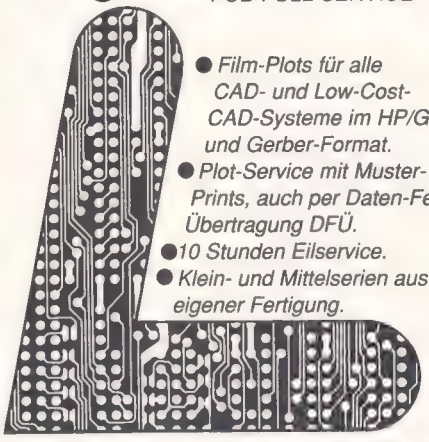 ● Film-Plots für alle
CAD- und Low-Cost-
CAD-Systeme im HP/G
und Gerber-Format.
● Plot-Service mit Muster-
Prints, auch per Daten-Fe
Übertragung DFÜ.
● 10 Stunden Eilservice.
● Klein- und Mittelserien aus
eigener Fertigung.